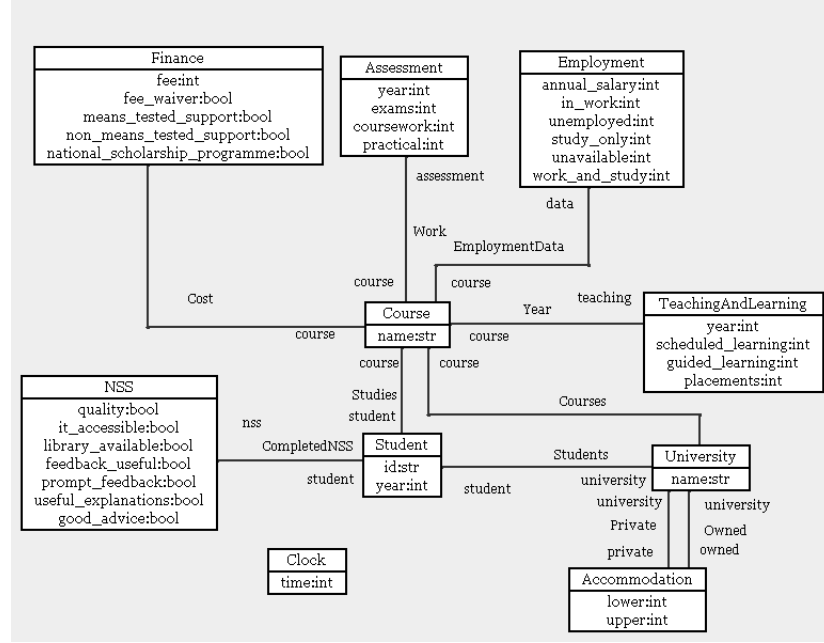 Finance
fee:int
fee_waiver:bool
means_tested_support:bool
non_means_tested_support:bool
national_scholarship_programme:bool
Assessment
year:int
exams:int
coursework:int
practical:int
Employment
annual_salary:int
in_work:int
unemployed:int
study_only:int
unavailable:int
work_and_study:int
assessment
data
Work
EmploymentData
course
course
Cost
teaching
Year
course
course
Course
name:str
TeachingAndLearning
year:int
scheduled_learning:int
guided_learning:int
placements:int
course
course
Studies
student
Courses
NSS
quality:bool
it_accessible:bool
library_available:bool
feedback_useful:bool
prompt_feedback:bool
useful_explanations:bool
good_advice:bool
nss
CompletedNSS
student
Student
id:str
year:int
Students
student
university
University
name:str
university
university
Private
Owned
private
owned
Clock
time:int
Accommodation
lower:int
upper:int